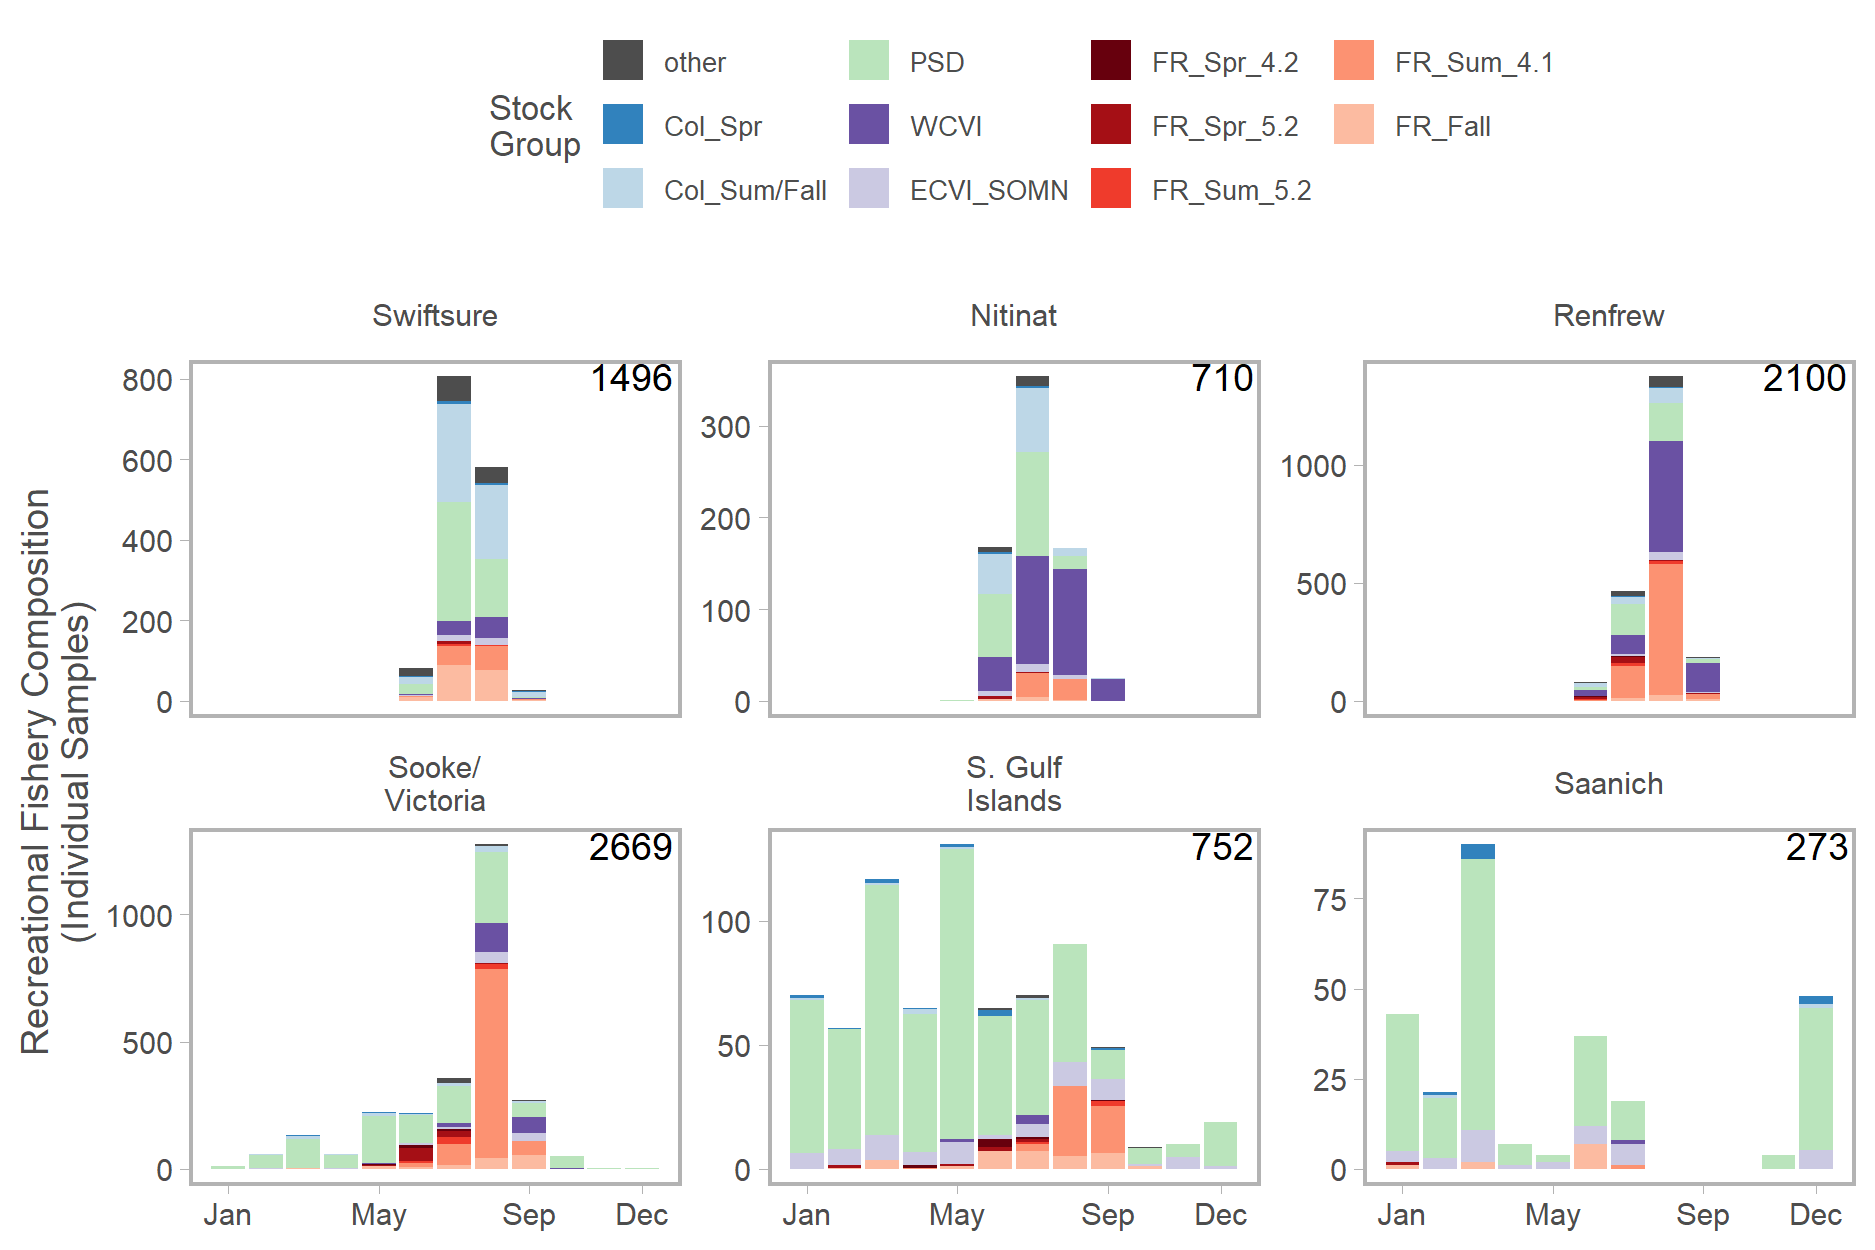 Stock
Group
other
Col_Spr
Col_Sum/Fall
PSD
WCVI
ECVI_SOMN
FR_Spr_4.2
FR_Spr_5.2
FR_Sum_5.2
FR_Sum_4.1
FR_Fall
Recreational Fishery Composition
(Individual Samples)
Swiftsure
1496
800
600
400
200
0
Nitinat
710
300
200
100
0
Renfrew
2100
1000
500
0
Sooke/
Victoria
2669
1000
500
0
Jan
May
Sep
Dec
S. Gulf
Islands
752
100
50
0
Jan
May
Sep
Dec
Saanich
273
75
50
25
0
Jan
May
Sep
Dec